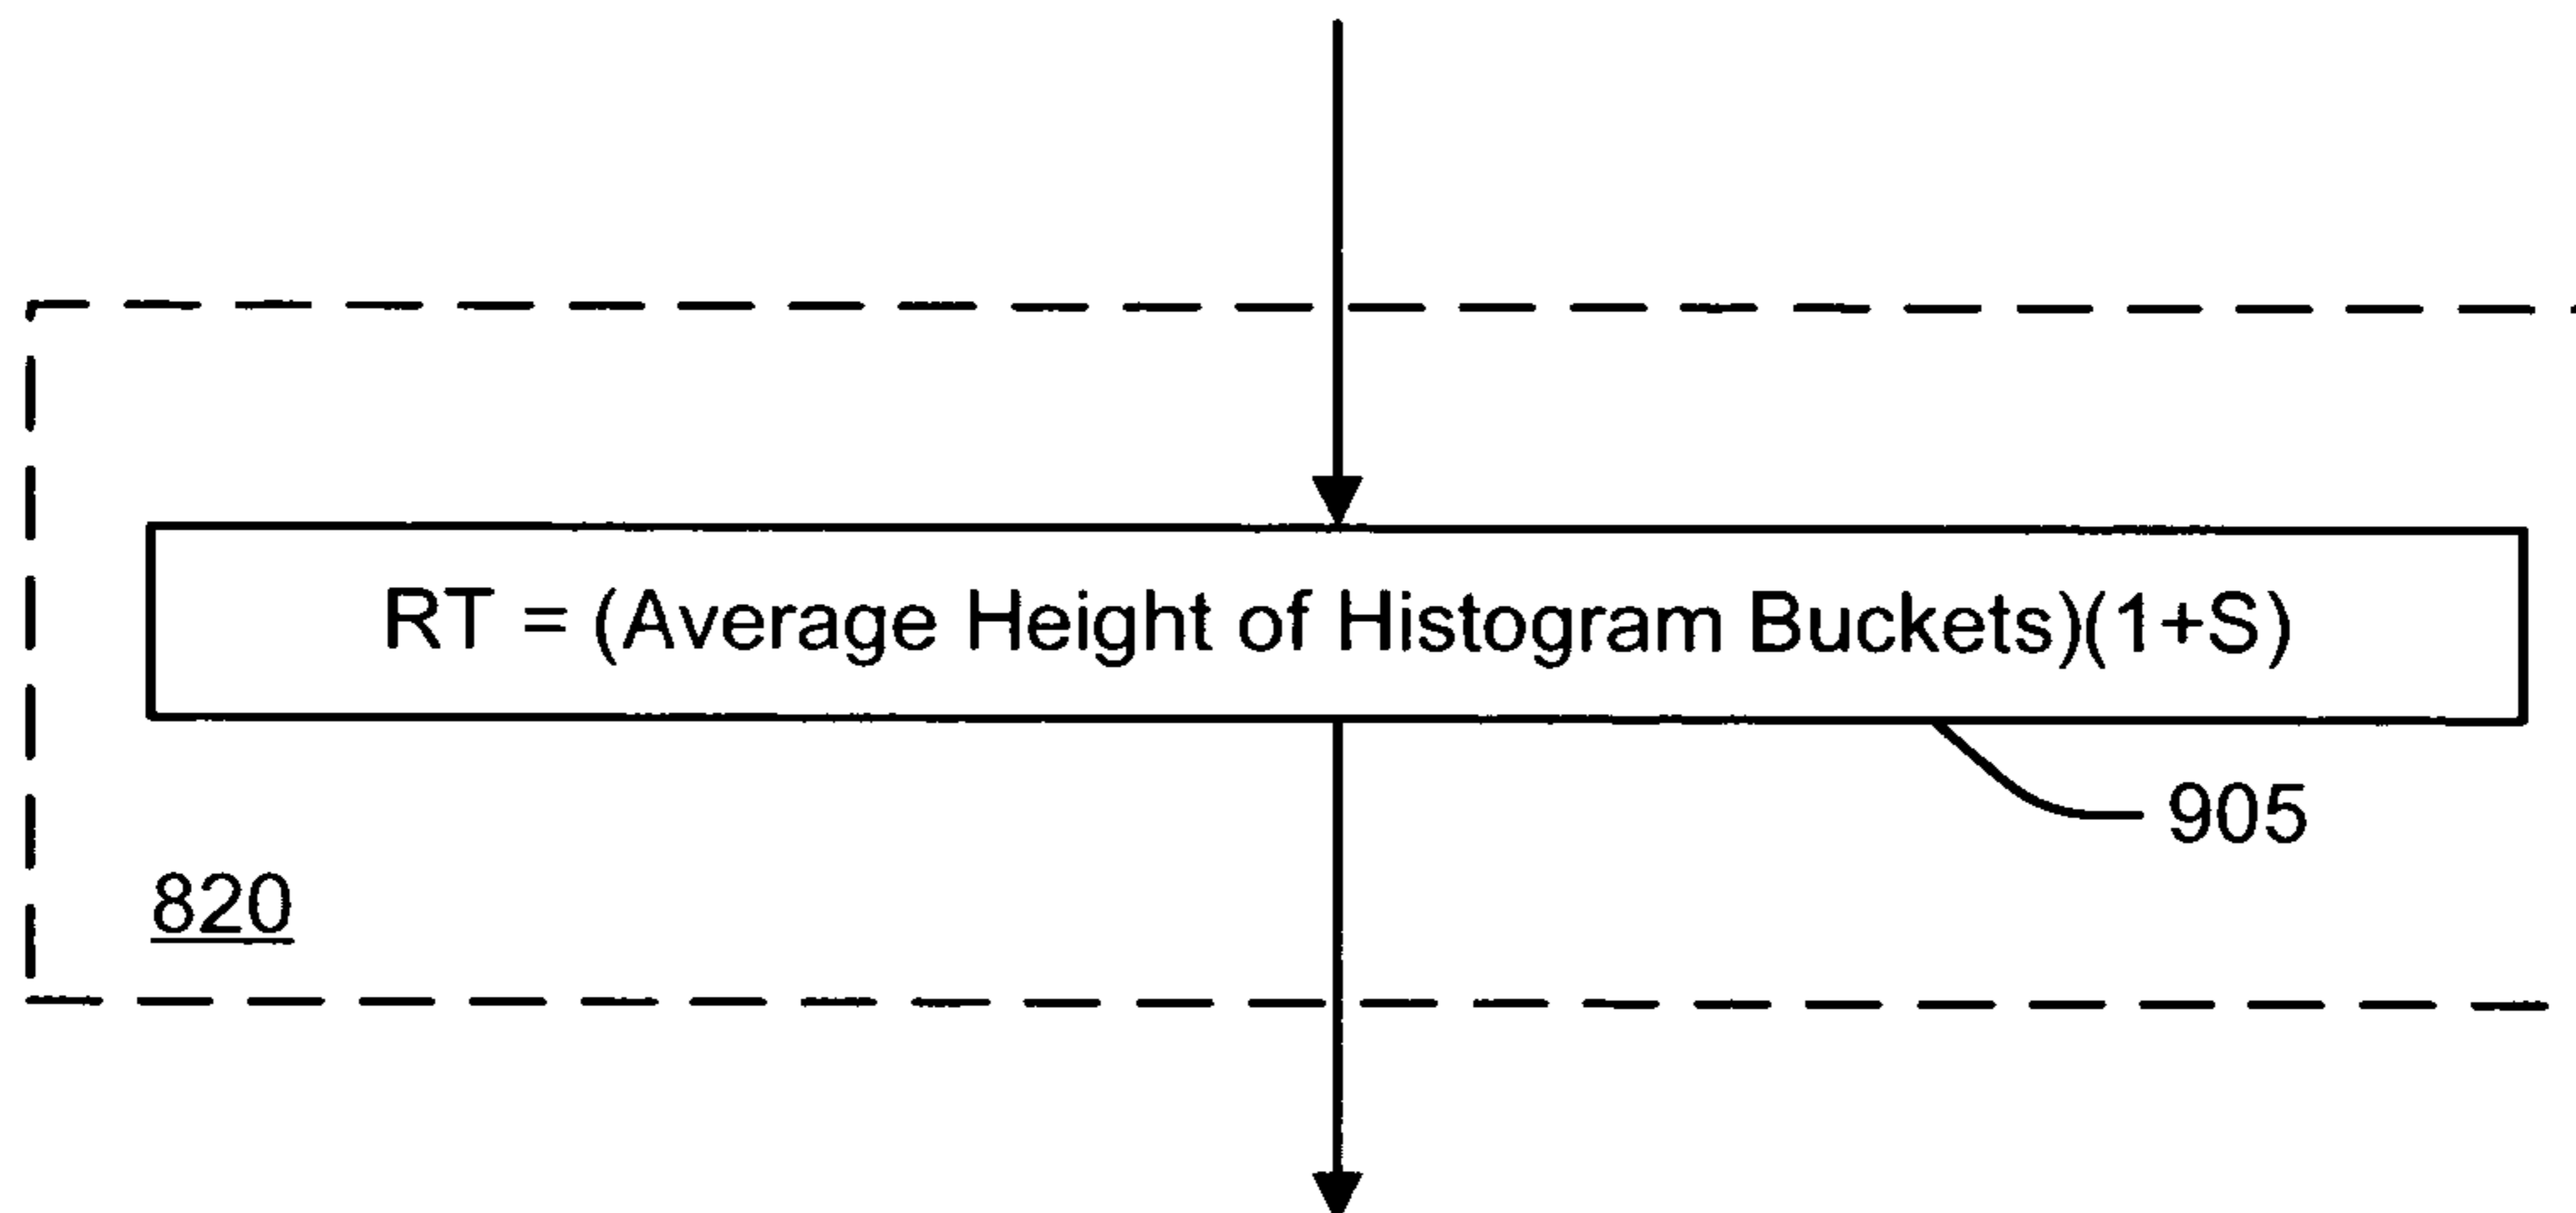 RT = (Average Height of Histogram Buckets)(1+S)
905
820